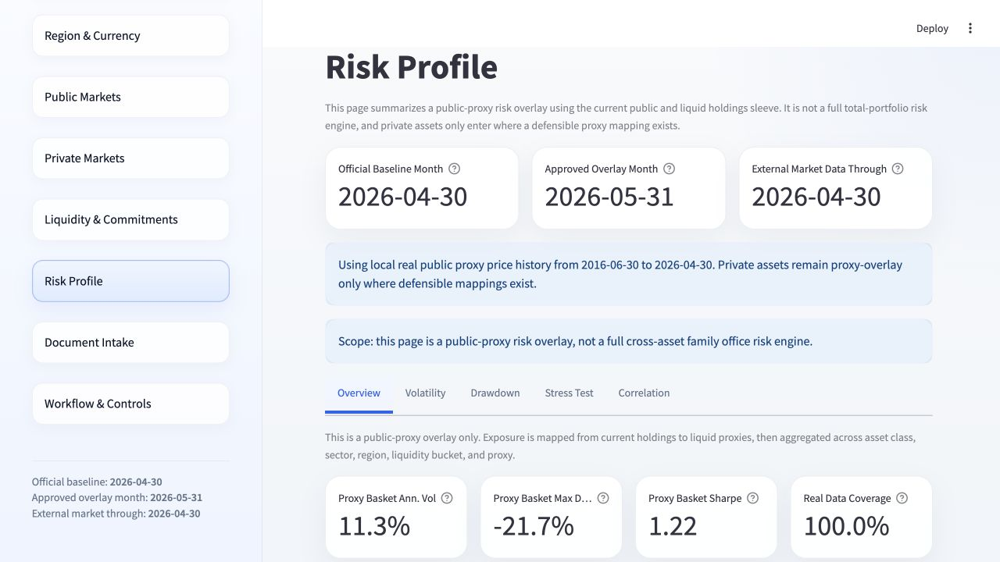 Region & Currency
Public Markets
Private Markets
Liquidity & Commitments
Risk Profile
Document Intake
Workflow & Controls
Official baseline: 2026-04-30
Approved overlay month: 2026-05-31
External market through: 2026-04-30
Deploy
Risk Profile
This page summarizes a public-proxy risk overlay using the current public and liquid holdings sleeve. It is not a full total-portfolio risk
engine, and private assets only enter where a defensible proxy mapping exists.
Official Baseline Month
2026-04-30
Approved Overlay Month
2026-05-31
External Market Data Through
2026-04-30
Using local real public proxy price history from 2016-06-30 to 2026-04-30. Private assets remain proxy-overlay
only where defensible mappings exist.
Scope: this page is a public-proxy risk overlay, not a full cross-asset family office risk engine.
Overview Volatility Drawdown Stress Test Correlation
This is a public-proxy overlay only. Exposure is mapped from current holdings to liquid proxies, then aggregated across asset class,
sector, region, liquidity bucket, and proxy.
Proxy Basket Ann. Vol
11.3%
Proxy Basket Max D…
-21.7%
Proxy Basket Sharpe
1.22
Real Data Coverage
100.0%